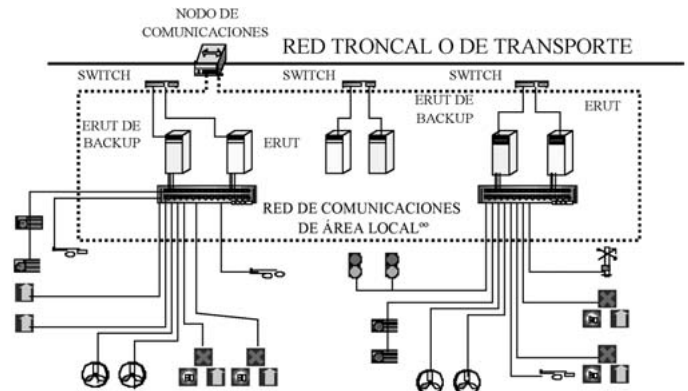 NODO DE
COMUNICACIONES
RED TRONCAL O DE TRANSPORTE
SWITCH
SWITCH
SWITCH
ERUT DE
BACKUP
ERUT
ERUT DE
BACKUP
ERUT
RED DE COMUNICACIONES
DE ÁREA LOCAL∞